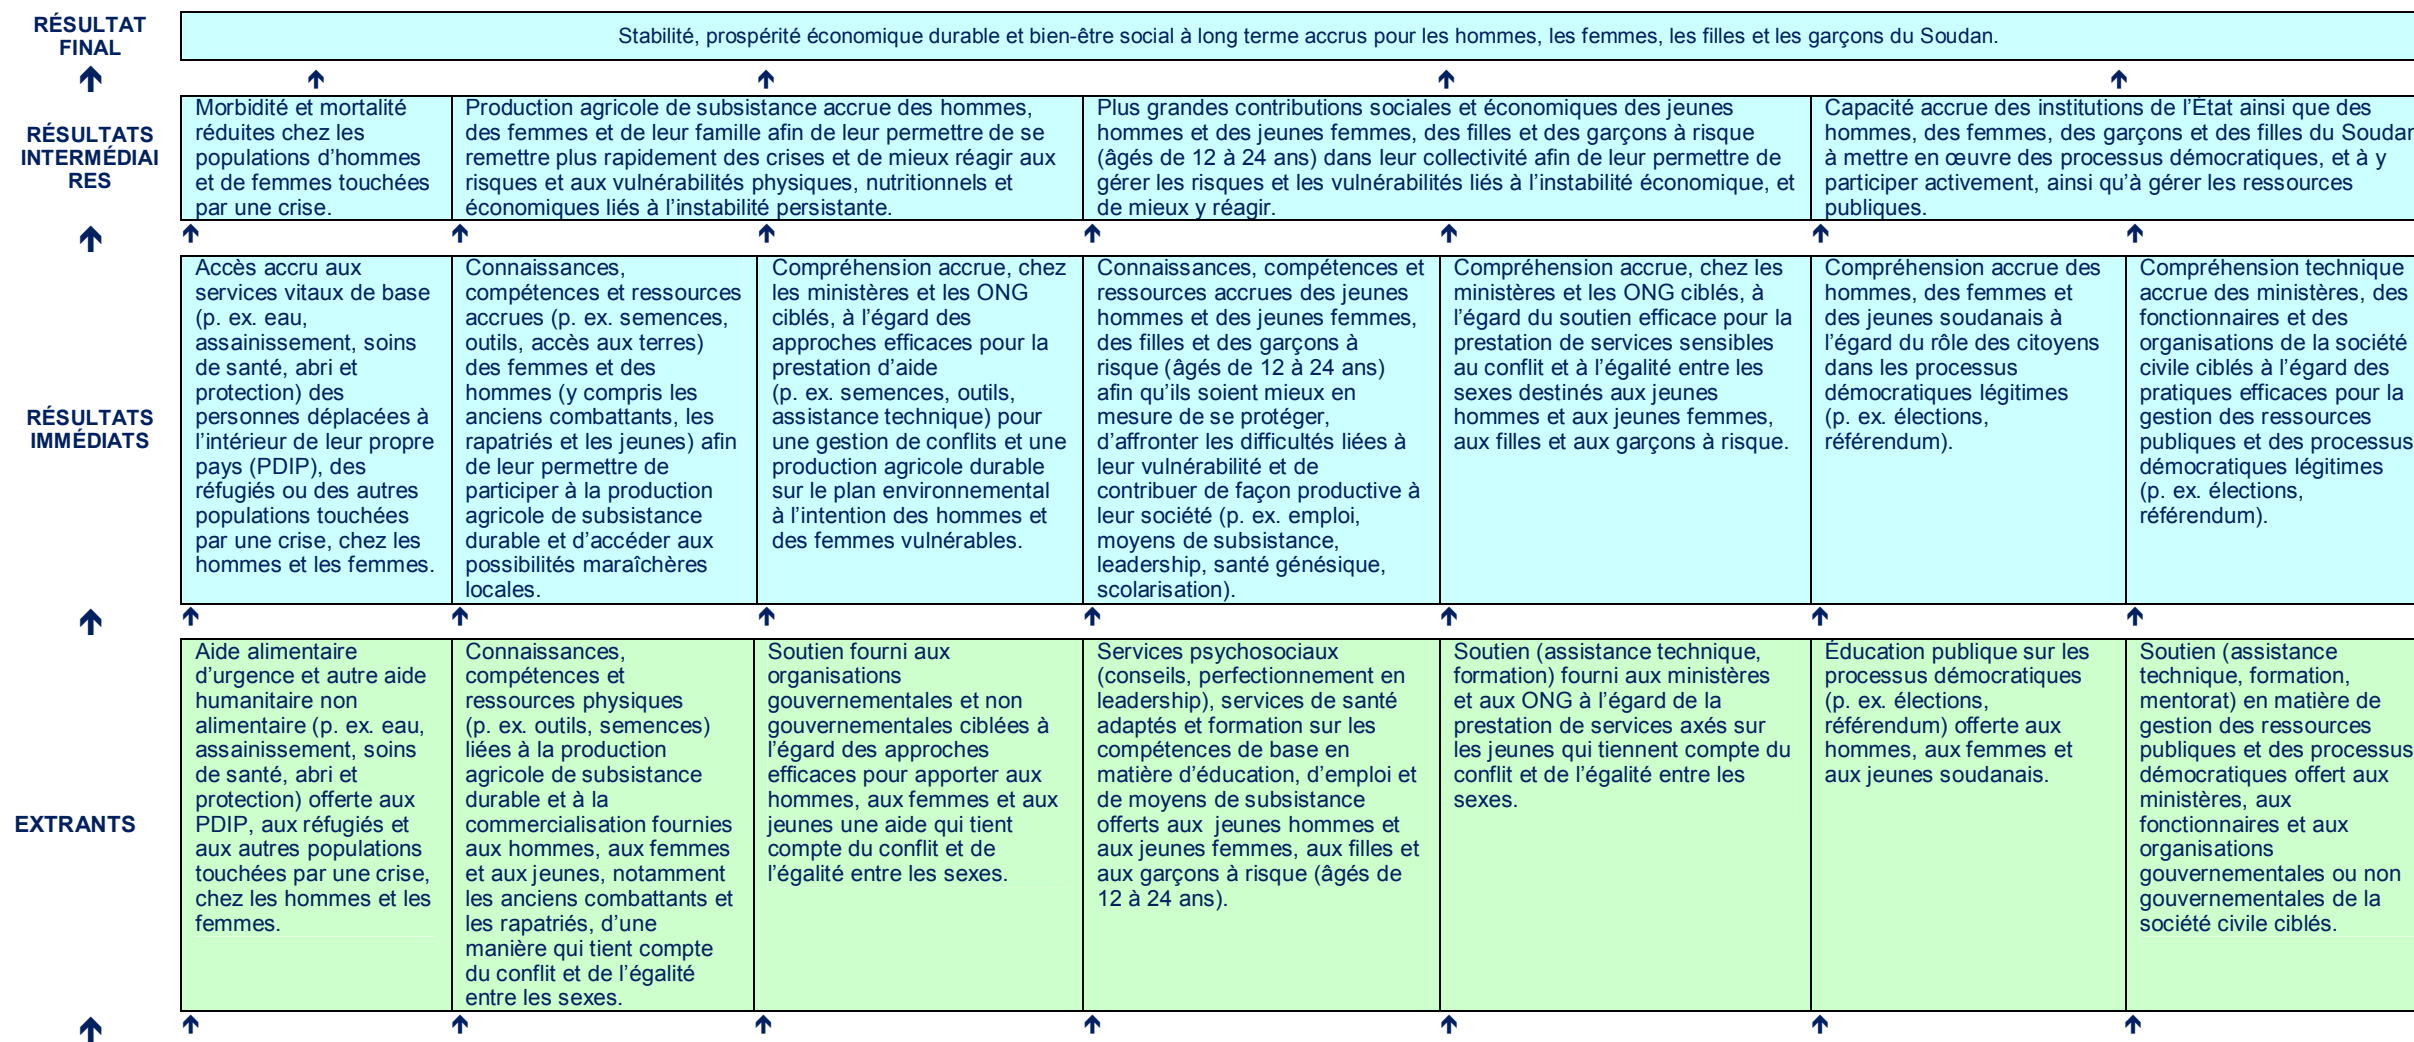 RÉSULTAT
FINAL
Stabilité, prospérité économique durable et bien-être social à long terme accrus pour les hommes, les femmes, les filles et les garçons du Soudan.
RÉSULTATS
INTERMÉDIAI
RES
Morbidité et mortalité
réduites chez les
populations d’hommes
et de femmes touchées
par une crise.
Production agricole de subsistance accrue des hommes,
des femmes et de leur famille afin de leur permettre de se
remettre plus rapidement des crises et de mieux réagir aux
risques et aux vulnérabilités physiques, nutritionnels et
économiques liés à l’instabilité persistante.
Plus grandes contributions sociales et économiques des jeunes
hommes et des jeunes femmes, des filles et des garçons à risque
(âgés de 12 à 24 ans) dans leur collectivité afin de leur permettre de
gérer les risques et les vulnérabilités liés à l’instabilité économique, et
de mieux y réagir.
Capacité accrue des institutions de l’État ainsi que des
hommes, des femmes, des garçons et des filles du Soudan
à mettre en œuvre des processus démocratiques, et à y
participer activement, ainsi qu’à gérer les ressources
publiques.
RÉSULTATS
IMMÉDIATS
Accès accru aux
services vitaux de base
(p. ex. eau,
assainissement, soins
de santé, abri et
protection) des
personnes déplacées à
l’intérieur de leur propre
pays (PDIP), des
réfugiés ou des autres
populations touchées
par une crise, chez les
hommes et les femmes.
Connaissances,
compétences et ressources
accrues (p. ex. semences,
outils, accès aux terres)
des femmes et des
hommes (y compris les
anciens combattants, les
rapatriés et les jeunes) afin
de leur permettre de
participer à la production
agricole de subsistance
durable et d’accéder aux
possibilités maraîchères
locales.
Compréhension accrue, chez
les ministères et les ONG
ciblés, à l’égard des
approches efficaces pour la
prestation d’aide
(p. ex. semences, outils,
assistance technique) pour
une gestion de conflits et une
production agricole durable
sur le plan environnemental
à l’intention des hommes et
des femmes vulnérables.
Connaissances, compétences et
ressources accrues des jeunes
hommes et des jeunes femmes,
des filles et des garçons à
risque (âgés de 12 à 24 ans)
afin qu’ils soient mieux en
mesure de se protéger,
d’affronter les difficultés liées à
leur vulnérabilité et de
contribuer de façon productive à
leur société (p. ex. emploi,
moyens de subsistance,
leadership, santé génésique,
scolarisation).
Compréhension accrue, chez les
ministères et les ONG ciblés, à
l’égard du soutien efficace pour la
prestation de services sensibles
au conflit et à l’égalité entre les
sexes destinés aux jeunes
hommes et aux jeunes femmes,
aux filles et aux garçons à risque.
Compréhension accrue des
hommes, des femmes et
des jeunes soudanais à
l’égard du rôle des citoyens
dans les processus
démocratiques légitimes
(p. ex. élections,
référendum).
Compréhension technique
accrue des ministères, des
fonctionnaires et des
organisations de la société
civile ciblés à l’égard des
pratiques efficaces pour la
gestion des ressources
publiques et des processus
démocratiques légitimes
(p. ex. élections,
référendum).
EXTRANTS
Aide alimentaire
d’urgence et autre aide
humanitaire non
alimentaire (p. ex. eau,
assainissement, soins
de santé, abri et
protection) offerte aux
PDIP, aux réfugiés et
aux autres populations
touchées par une crise,
chez les hommes et les
femmes.
Connaissances,
compétences et
ressources physiques
(p. ex. outils, semences)
liées à la production
agricole de subsistance
durable et à la
commercialisation fournies
aux hommes, aux femmes
et aux jeunes, notamment
les anciens combattants et
les rapatriés, d’une
manière qui tient compte
du conflit et de l’égalité
entre les sexes.
Soutien fourni aux
organisations
gouvernementales et non
gouvernementales ciblées à
l’égard des approches
efficaces pour apporter aux
hommes, aux femmes et aux
jeunes une aide qui tient
compte du conflit et de
l’égalité entre les sexes.
Services psychosociaux
(conseils, perfectionnement en
leadership), services de santé
adaptés et formation sur les
compétences de base en
matière d’éducation, d’emploi et
de moyens de subsistance
offerts aux jeunes hommes et
aux jeunes femmes, aux filles et
aux garçons à risque (âgés de
12 à 24 ans).
Soutien (assistance technique,
formation) fourni aux ministères
et aux ONG à l’égard de la
prestation de services axés sur
les jeunes qui tiennent compte du
conflit et de l’égalité entre les
sexes.
Éducation publique sur les
processus démocratiques
(p. ex. élections,
référendum) offerte aux
hommes, aux femmes et
aux jeunes soudanais.
Soutien (assistance
technique, formation,
mentorat) en matière de
gestion des ressources
publiques et des processus
démocratiques offert aux
ministères, aux
fonctionnaires et aux
organisations
gouvernementales ou non
gouvernementales de la
société civile ciblés.